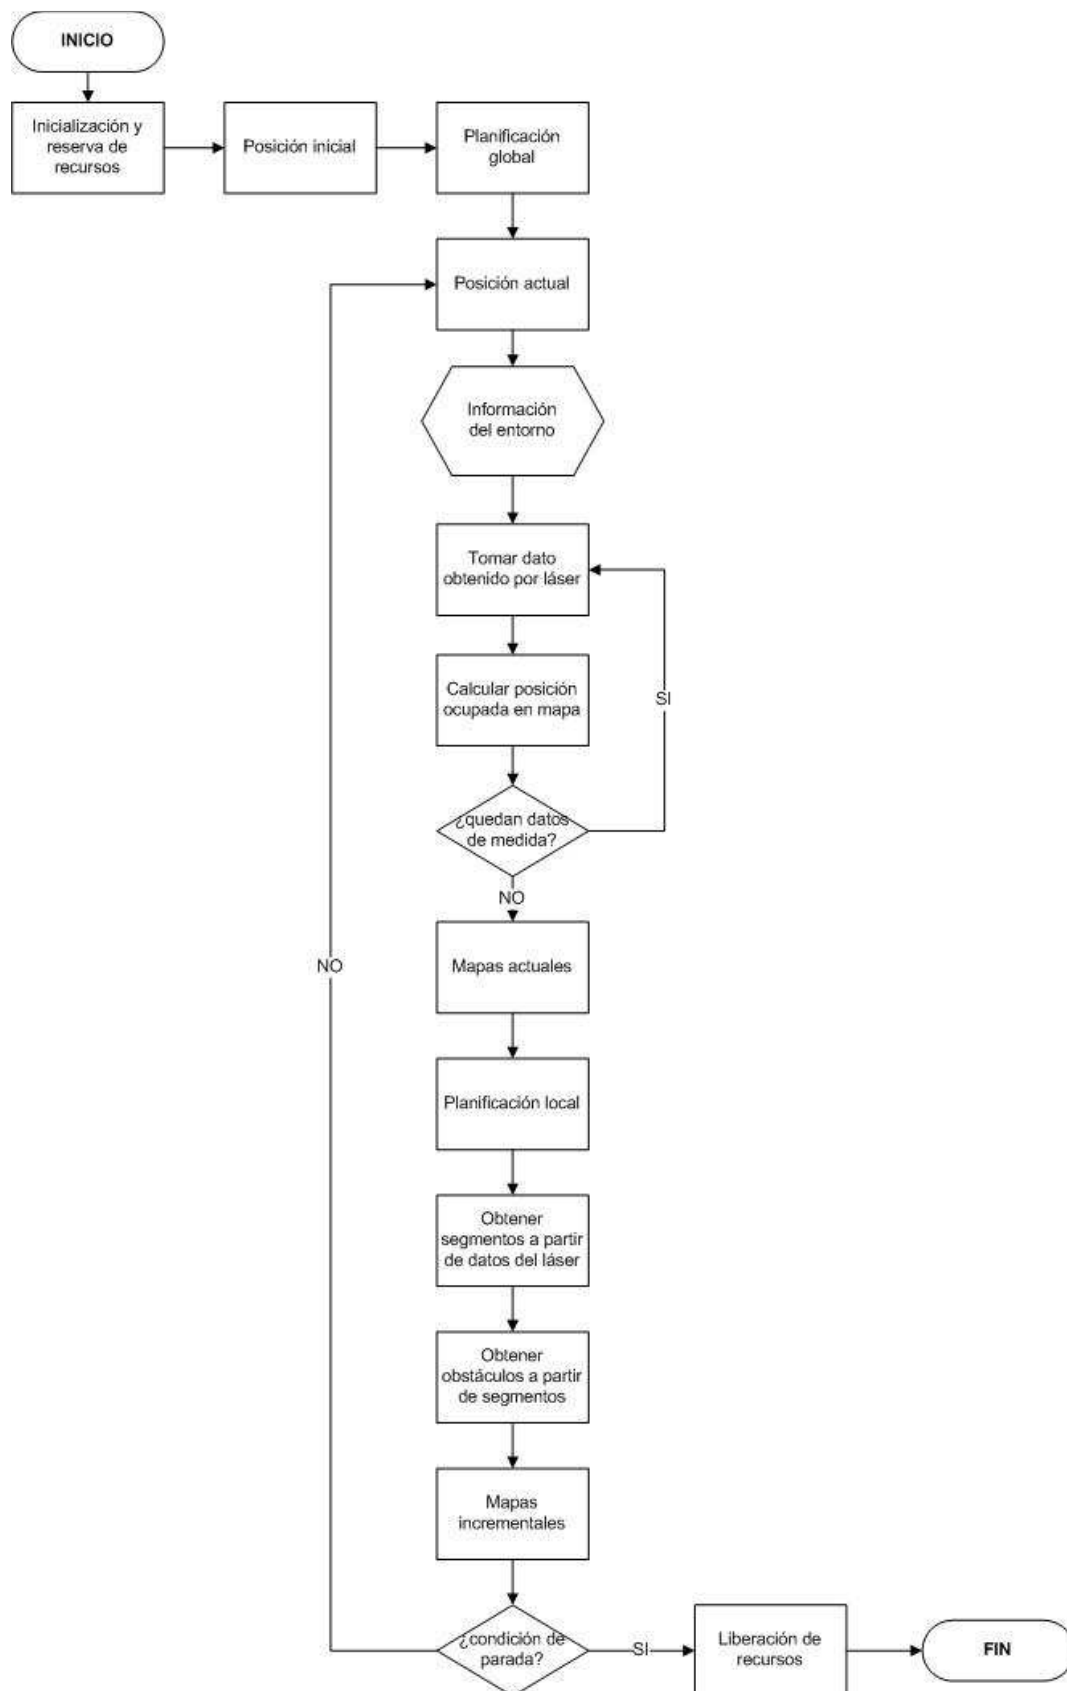 INICIO
Inicialización y
reserva de
recursos
Posición inicial
Planificación
global
Posición actual
Información
del entorno
Tomar dato
obtenido por láser
Calcular posición
ocupada en mapa
SI
¿quedan datos
de medida?
NO
Mapas actuales
NO
Planificación local
Obtener
segmentos a partir
de datos del láser
Obtener
obstáculos a partir
de segmentos
Mapas
incrementales
¿condición de
parada?
SI
Liberación de
recursos
FIN